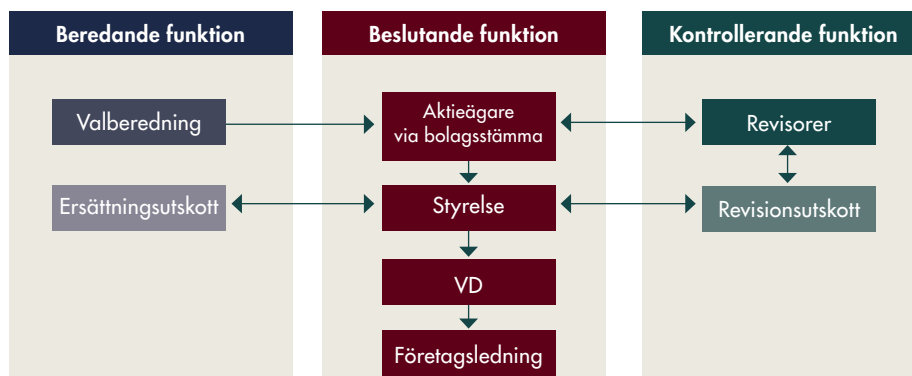 Beredande funktion
Beslutande funktion
Kontrollerande funktion
Valberedning
Aktieägare
via bolagsstämma
Revisorer
Ersättningsutskott
Styrelse
Revisionsutskott
VD
Företagsledning